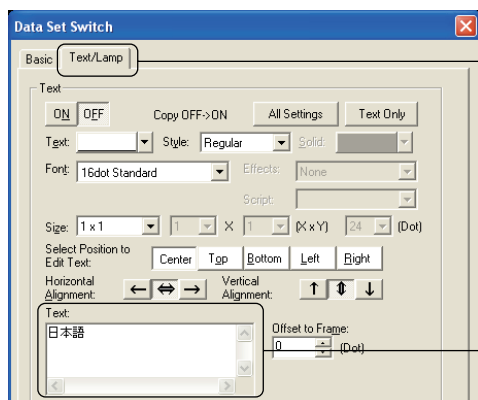 Data Set Switch
Basic Text/Lamp
Text
ON OFF Copy OFF->ON All Settings Text Only
Text: Style: Regular Solid:
Font: 16dot Standard Effects: None
Script:
Size: 1 x 1 1 X 1 (X x Y) 24 (Dot)
Select Position to
Edit Text: Center Top Bottom Left Right
Horizontal
Alignment: Vertical
Alignment:
Text:
日本語
Offset to Frame:
0 (Dot)